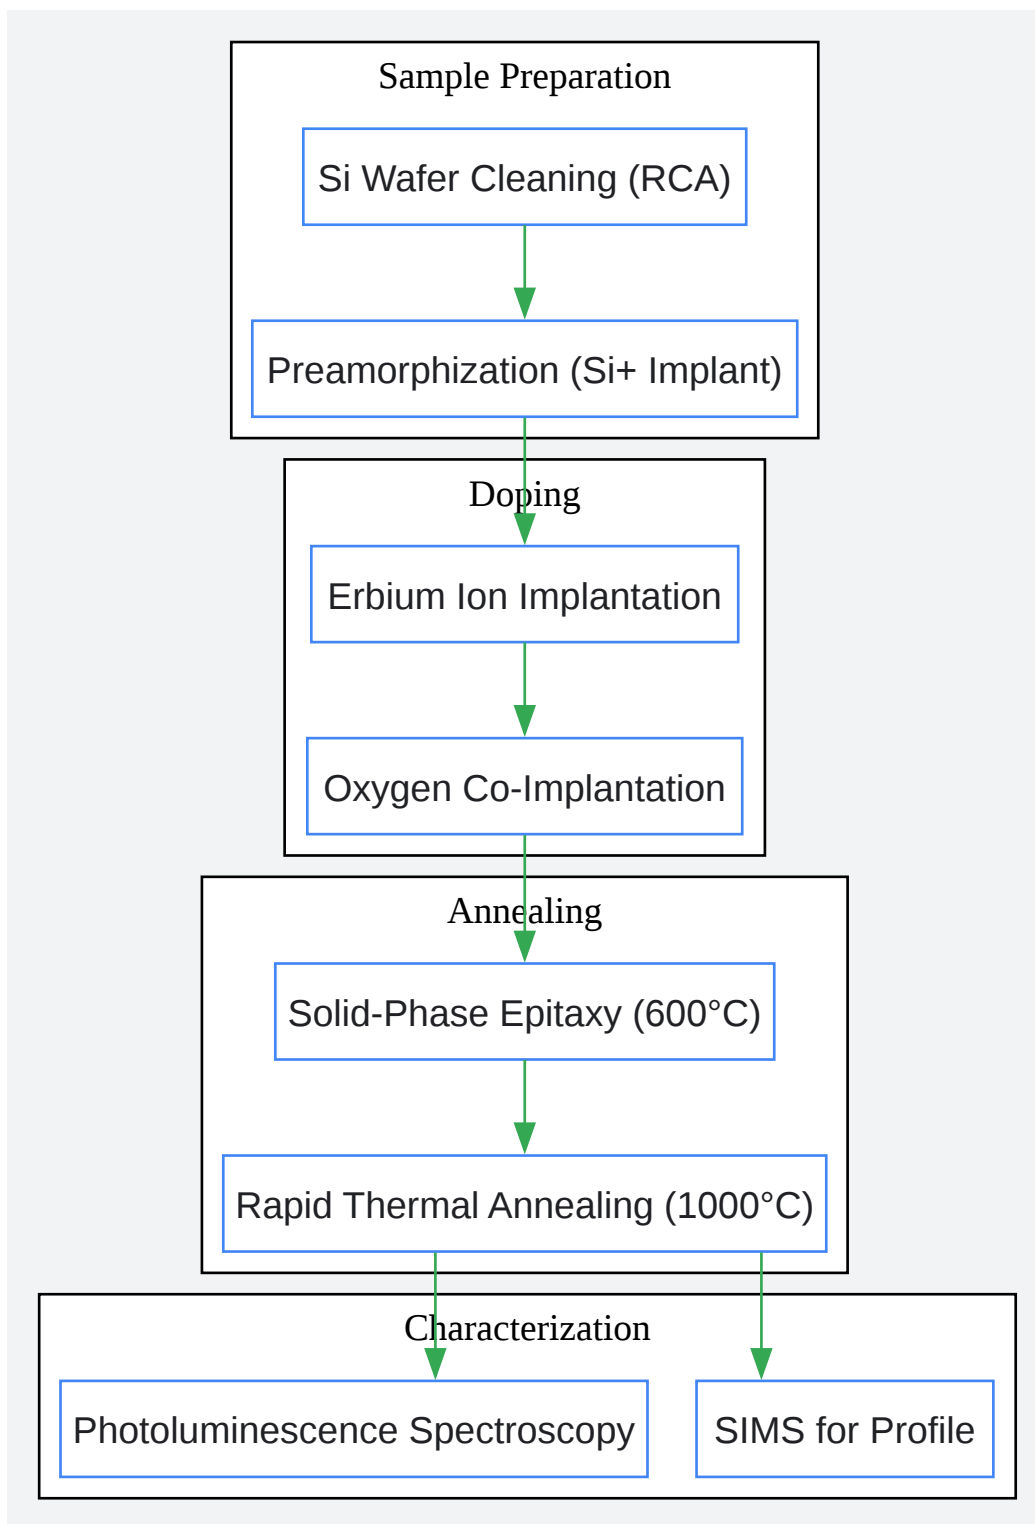 Sample Preparation
Si Wafer Cleaning (RCA)
Preamorphization (Si+ Implant)
Doping
Erbium Ion Implantation
Oxygen Co-Implantation
Annealing
Solid-Phase Epitaxy (600°C)
Rapid Thermal Annealing (1000°C)
Characterization
Photoluminescence Spectroscopy
SIMS for Profile